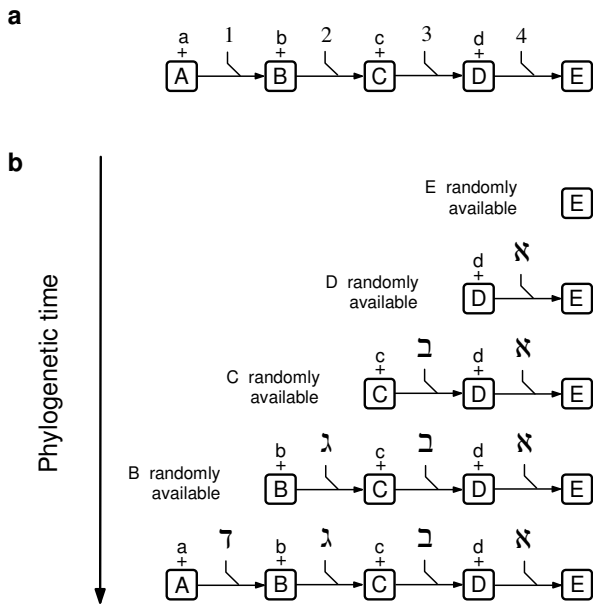 a
a 1 b 2 c 3 d 4
+ + + +
A B C D E
b
Phylogenetic time
E randomly
available
E
d א
+
D randomly
available
D E
c ב d א
+ +
C randomly
available
C D E
b ג c ב d א
+ + +
B randomly
available
B C D E
a ד b ג c ב d א
+ + + +
A B C D E